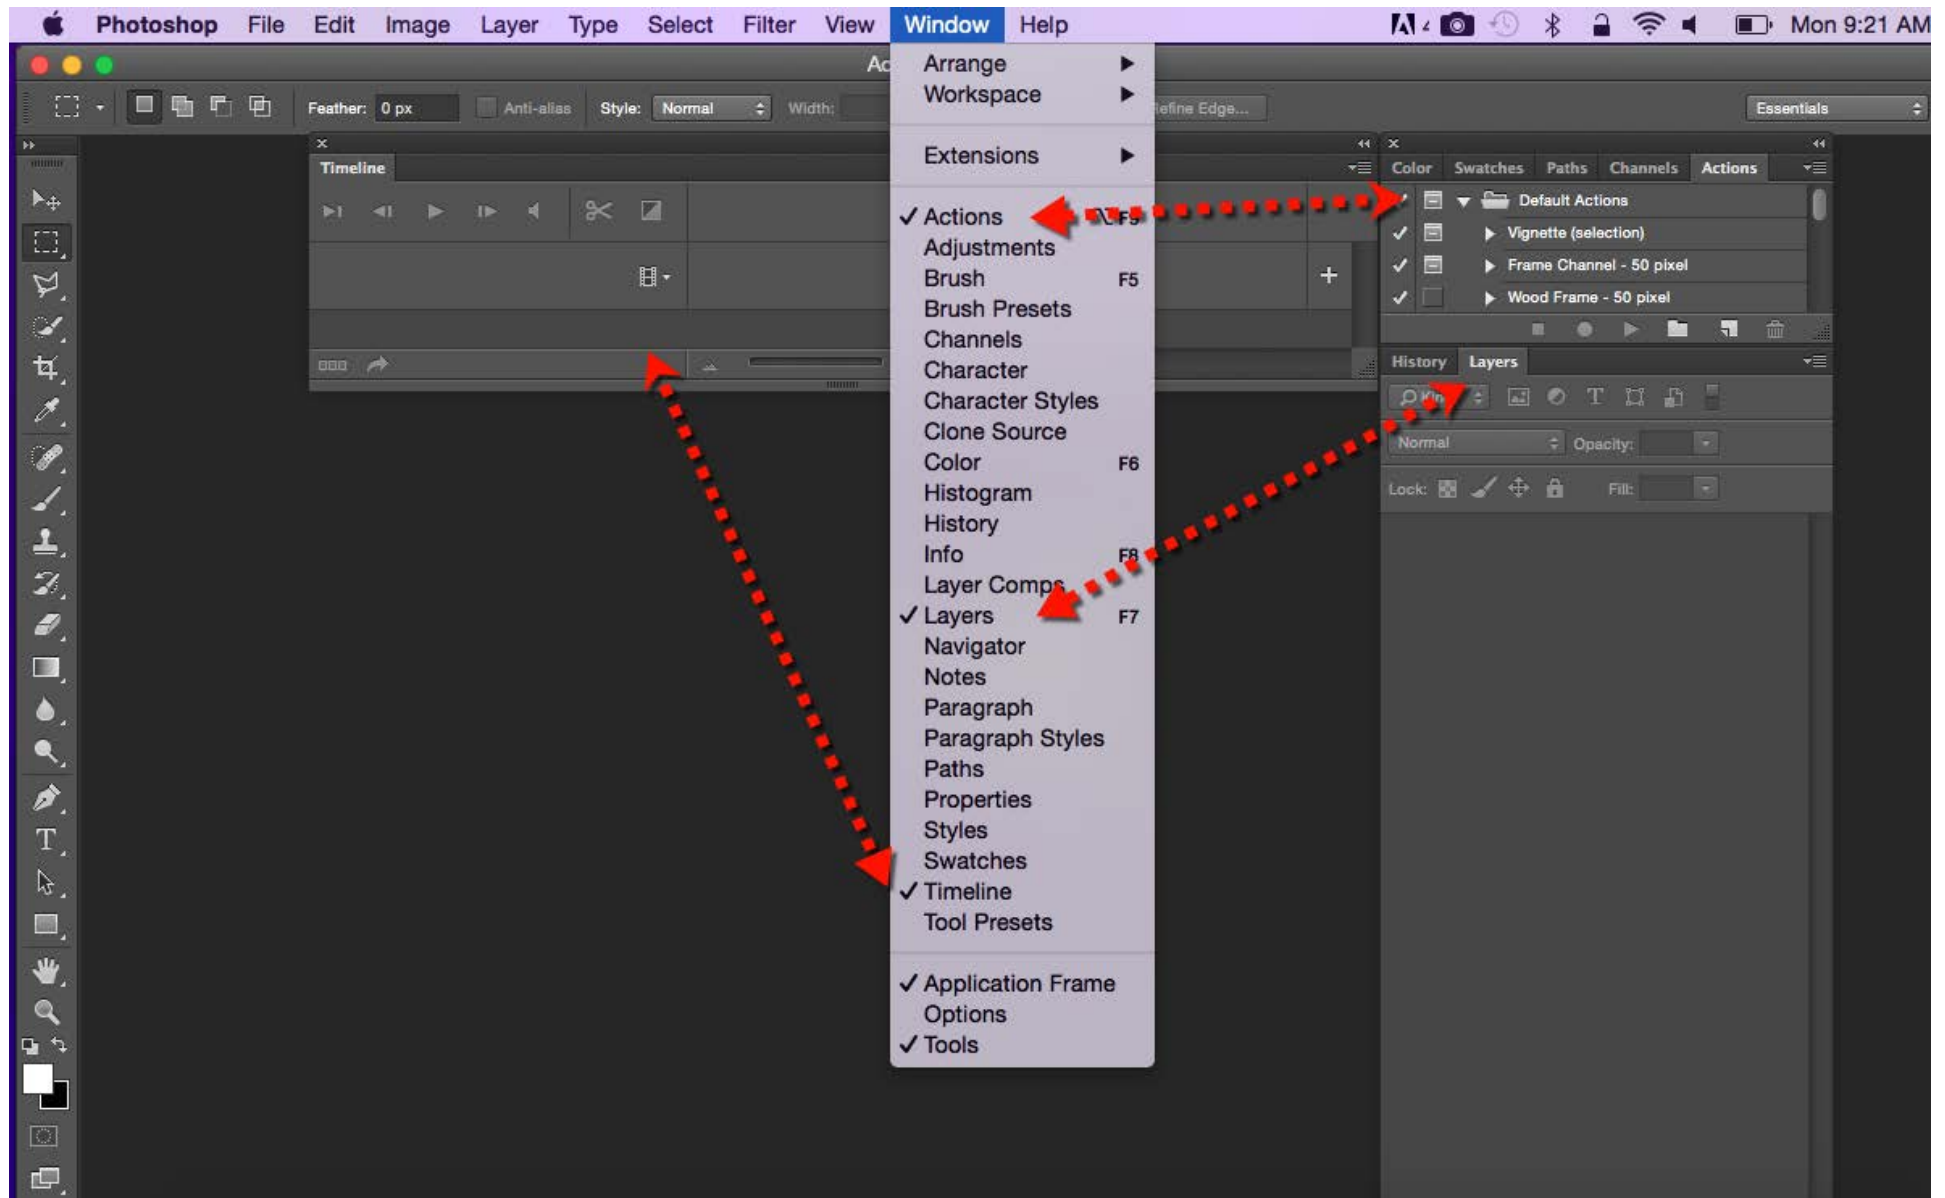 Photoshop File Edit Image Layer Type Select Filter View Window Help 4 Mon 9:21 AM
Feather: 0 px Anti-alias Style: Normal Width: Refine Edge... Essentials
Timeline
Arrange
Workspace
Extensions
Actions
Adjustments
Brush F5
Brush Presets
Channels
Character
Character Styles
Clone Source
Color F6
Histogram
History
Info F8
Layer Comps
Layers F7
Navigator
Notes
Paragraph
Paragraph Styles
Paths
Properties
Styles
Swatches
Timeline
Tool Presets
Application Frame
Options
Tools
Color Swatches Paths Channels Actions
Default Actions
Vignette (selection)
Frame Channel - 50 pixel
Wood Frame - 50 pixel
History Layers
Normal Opacity:
Lock: Fill: